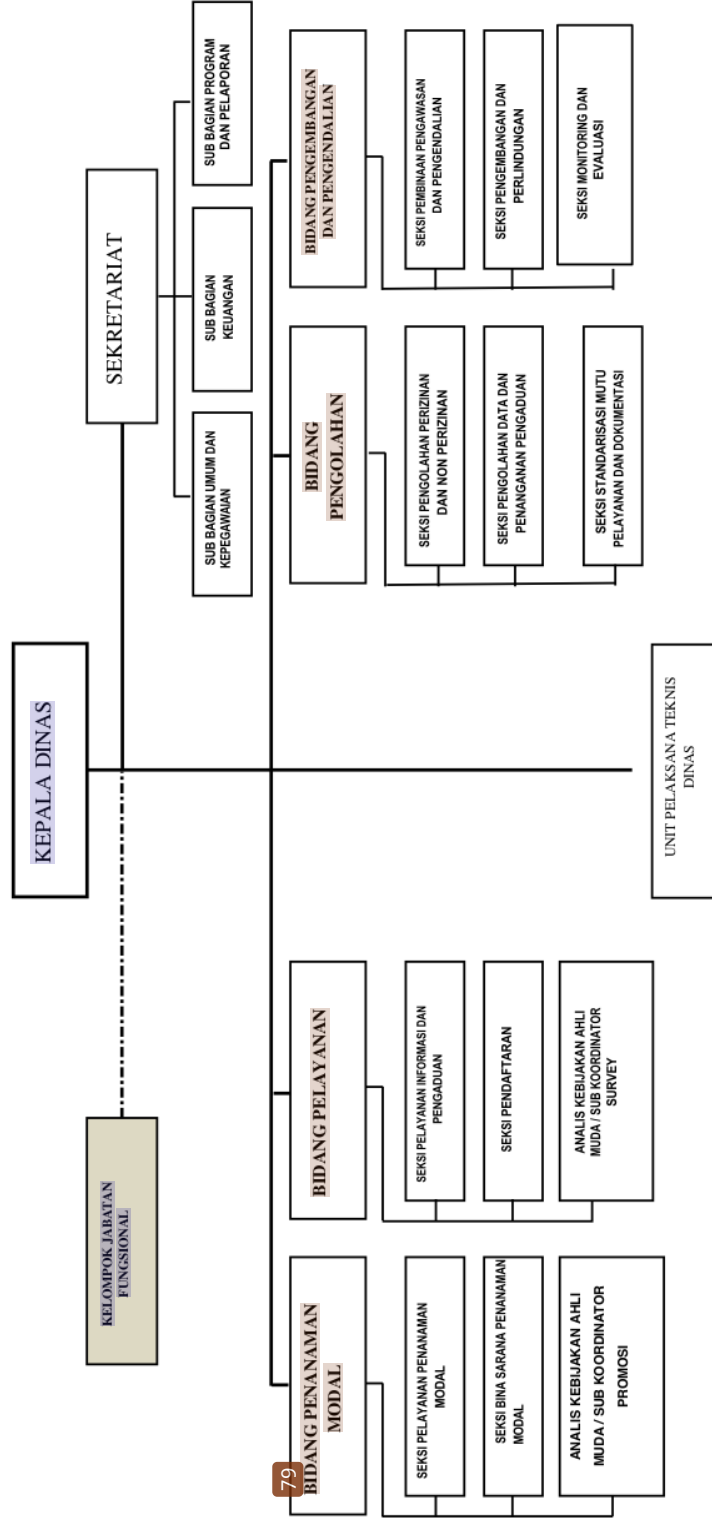 KEPALA DINAS
KELOMPOK JABATAN
FUNGSIONAL
SEKRETARIAT
SUB BAGIAN UMUM DAN
KEPEGAWAIAN
SUB BAGIAN
KEUANGAN
SUB BAGIAN PROGRAM
DAN PELAPORAN
79
BIDANG PENANAMAN
MODAL
SEKSI PELAYANAN PENANAMAN
MODAL
SEKSI BINA SARANA PENANAMAN
MODAL
ANALIS KEBIJAKAN AHLI
MUDA / SUB KOORDINATOR
PROMOSI
BIDANG PELAYANAN
SEKSI PELAYANAN INFORMASI DAN
PENGADUAN
SEKSI PENDAFTARAN
ANALIS KEBIJAKAN AHLI
MUDA / SUB KOORDINATOR
SURVEY
BIDANG
PENGOLAHAN
SEKSI PENGOLAHAN PERIZINAN
DAN NON PERIZINAN
SEKSI PENGOLAHAN DATA DAN
PENANGANAN PENGADUAN
SEKSI STANDARISASI MUTU
PELAYANAN DAN DOKUMENTASI
BIDANG PENGEMBANGAN
DAN PENGENDALIAN
SEKSI PEMBINAAN PENGAWASAN
DAN PENGENDALIAN
SEKSI PENGEMBANGAN DAN
PERLINDUNGAN
SEKSI MONITORING DAN
EVALUASI
UNIT PELAKSANA TEKNIS
DINAS